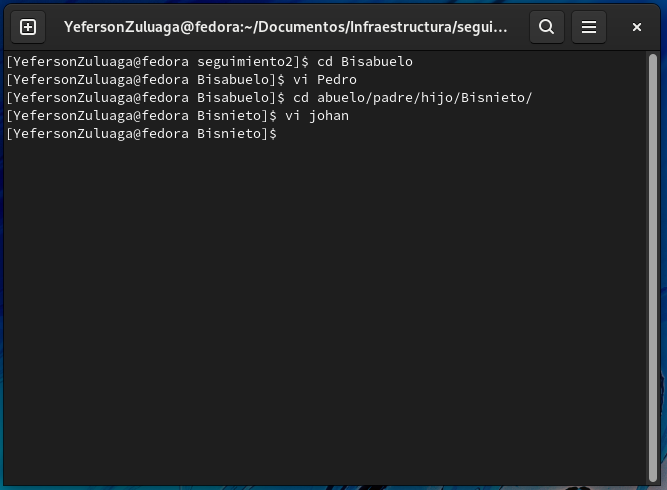 YefersonZuluaga@fedora:~/Documentos/Infraestructura/segui...
[YefersonZuluaga@fedora seguimiento2]$ cd Bisabuelo
[YefersonZuluaga@fedora Bisabuelo]$ vi Pedro
[YefersonZuluaga@fedora Bisabuelo]$ cd abuelo/padre/hijo/Bisnieto/
[YefersonZuluaga@fedora Bisnieto]$ vi johan
[YefersonZuluaga@fedora Bisnieto]$